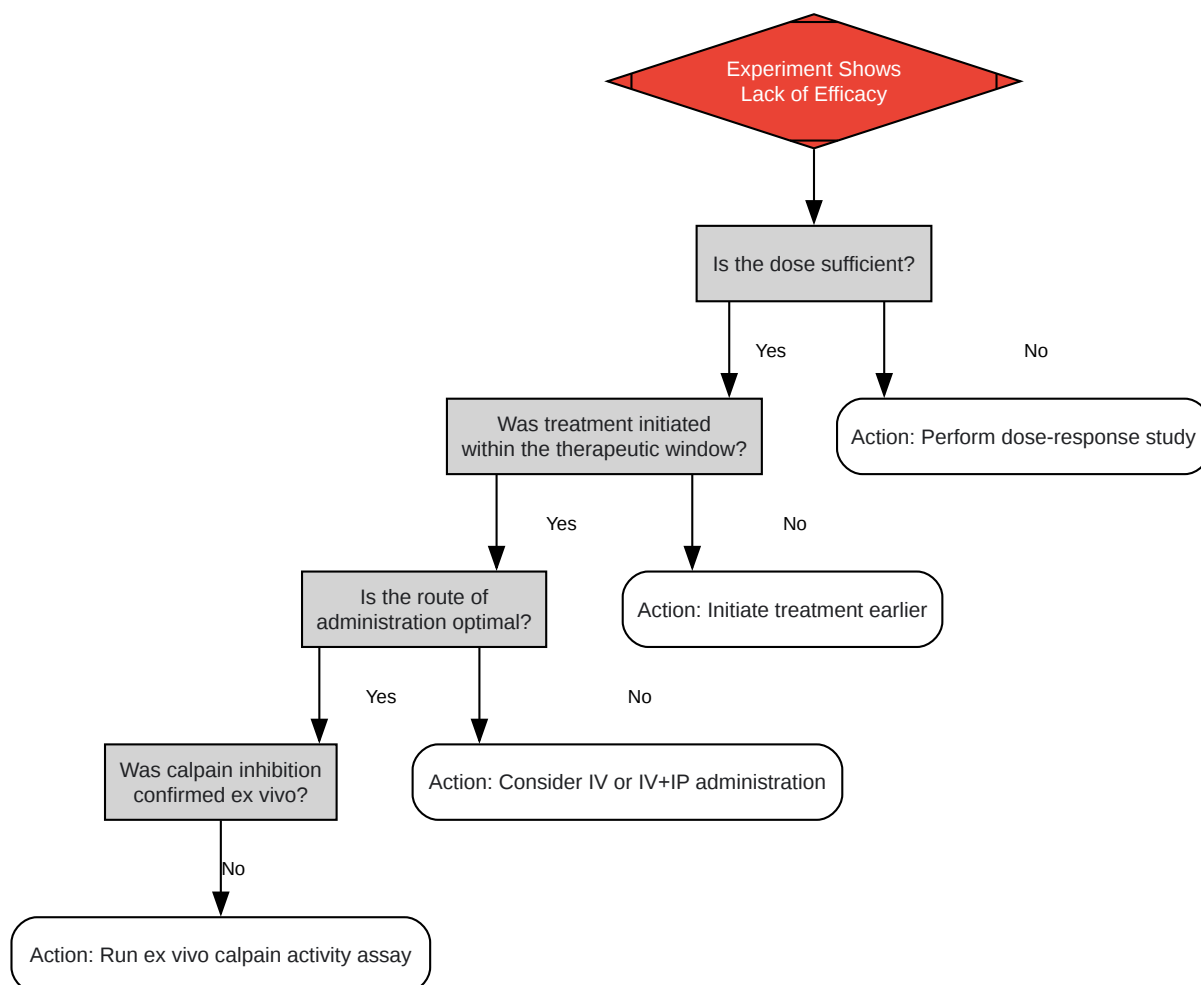 Experiment Shows
Lack of Efficacy
Is the dose sufficient?
Yes
No
Was treatment initiated
within the therapeutic window?
Action: Perform dose-response study
Yes
No
Is the route of
administration optimal?
Action: Initiate treatment earlier
Yes
No
Was calpain inhibition
confirmed ex vivo?
Action: Consider IV or IV+IP administration
No
Action: Run ex vivo calpain activity assay